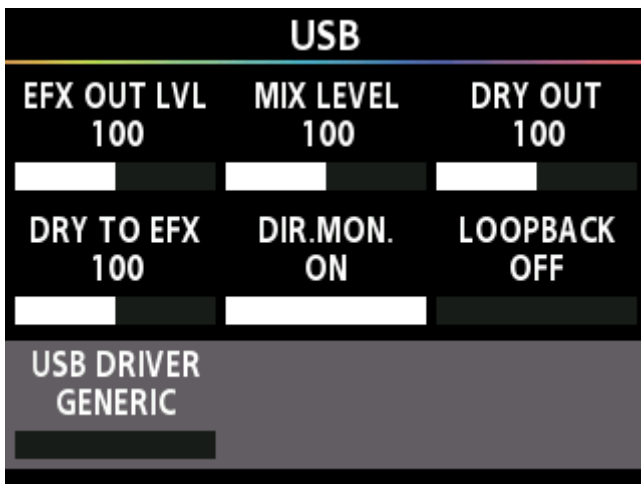 USB
EFX OUT LVL
100
MIX LEVEL
100
DRY OUT
100
DRY TO EFX
100
DIR.MON.
ON
LOOPBACK
OFF
USB DRIVER
GENERIC